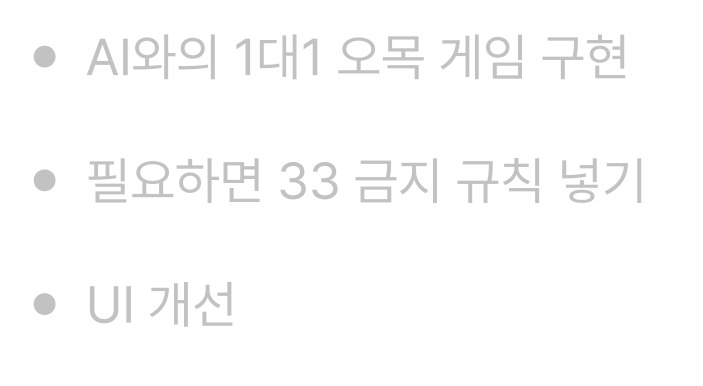 • AI와의 1대1 오목 게임 구현
• 필요하면 33 금지 규칙 넣기
• UI 개선